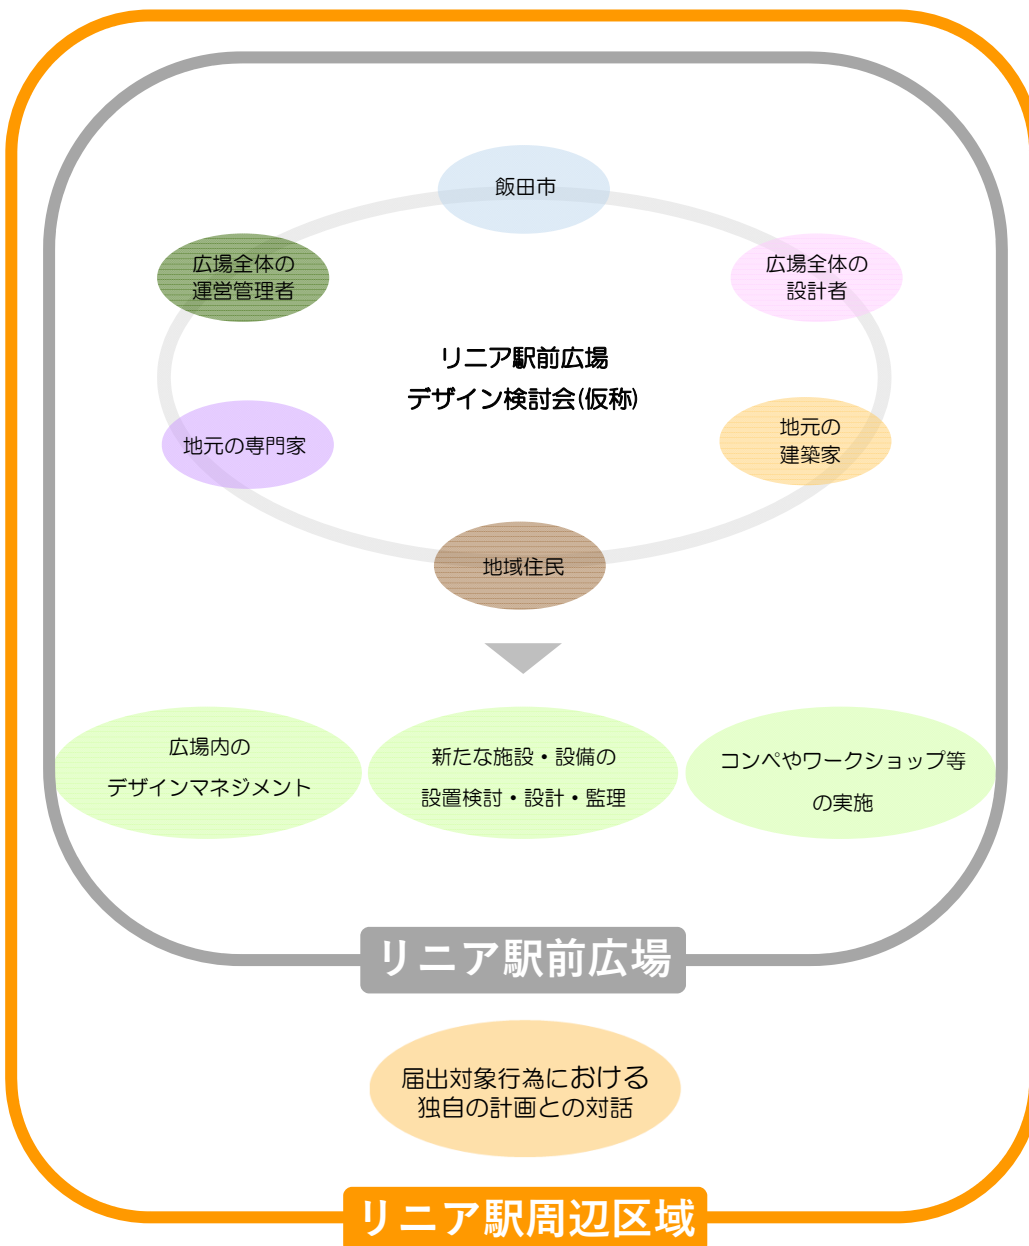 飯田市
広場全体の
運営管理者
広場全体の
設計者
リニア駅前広場
デザイン検討会(仮称)
地元の専門家
地元の
建築家
地域住民
広場内の
デザインマネジメント
新たな施設・設備の
設置検討・設計・監理
コンペやワークショップ等
の実施
リニア駅前広場
届出対象行為における
独自の計画との対話
リニア駅周辺区域